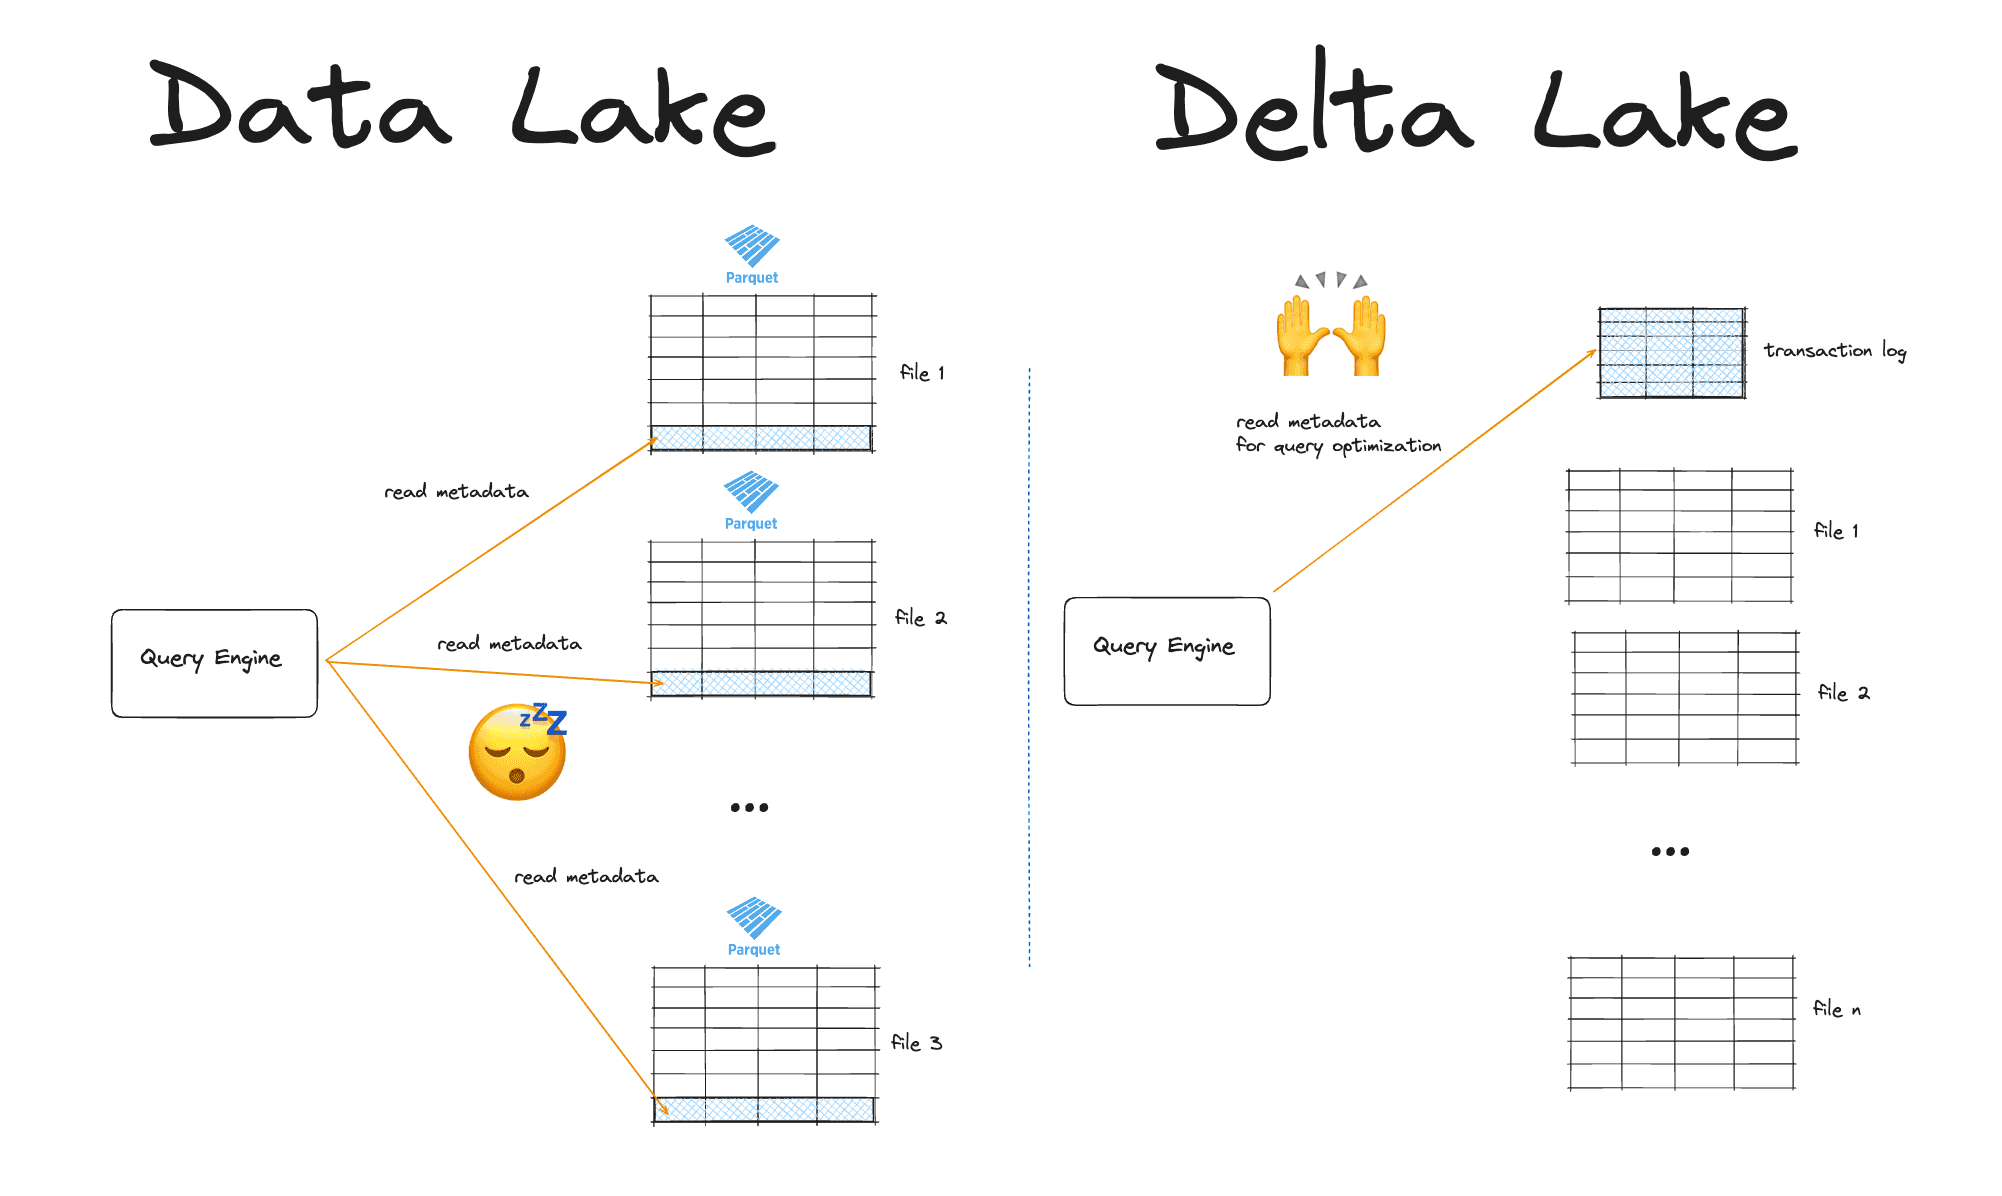 Data Lake
Parquet
file 1
read metadata
Parquet
file 2
read metadata
Query Engine
zzZ
...
read metadata
Parquet
file 3
Delta Lake
transaction log
read metadata
for query optimization
file 1
Query Engine
file 2
...
file n